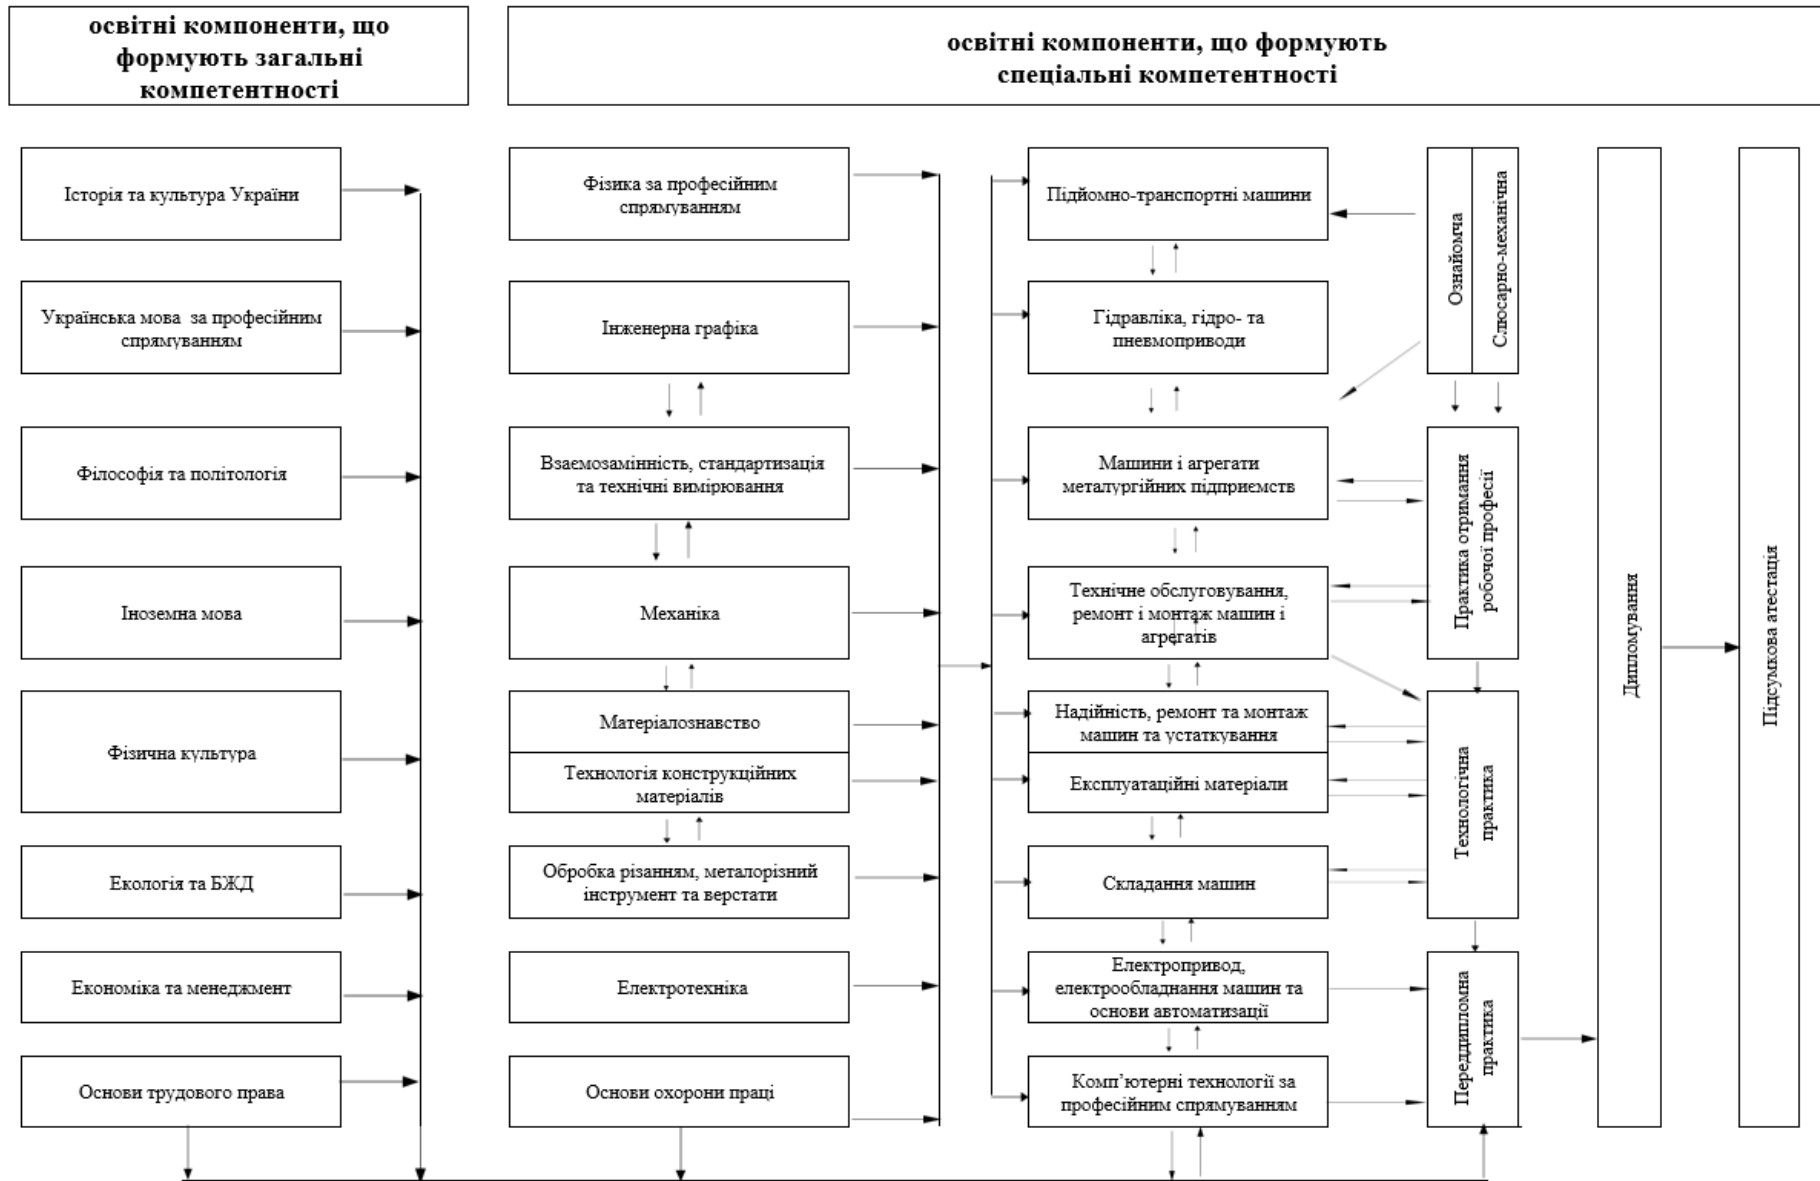 освітні компоненти, що
формують загальні
компетентності
освітні компоненти, що формують
спеціальні компетентності
Історія та культура України
Українська мова за професійним
спрямуванням
Філософія та політологія
Іноземна мова
Фізична культура
Екологія та БЖД
Економіка та менеджмент
Основи трудового права
Фізика за професійним
спрямуванням
Інженерна графіка
Взаємозамінність, стандартизація
та технічні вимірювання
Механіка
Матеріалознавство
Технологія конструкційних
матеріалів
Обробка різанням, металорізний
інструмент та верстати
Електротехніка
Основи охорони праці
Підйомно-транспортні машини
Гідравліка, гідро- та
пневмоприводи
Машини і агрегати
металургійних підприємств
Технічне обслуговування,
ремонт і монтаж машин і
агрегатів
Надійність, ремонт та монтаж
машин та устаткування
Експлуатаційні матеріали
Складання машин
Електропривод,
електрообладнання машин та
основи автоматизації
Комп’ютерні технології за
професійним спрямуванням
Ознайомча
Слюсарно-механічна
Практика отримання
робочої професії
Технологічна
практика
Переддипломна
практика
Дипломування
Підсумкова атестація